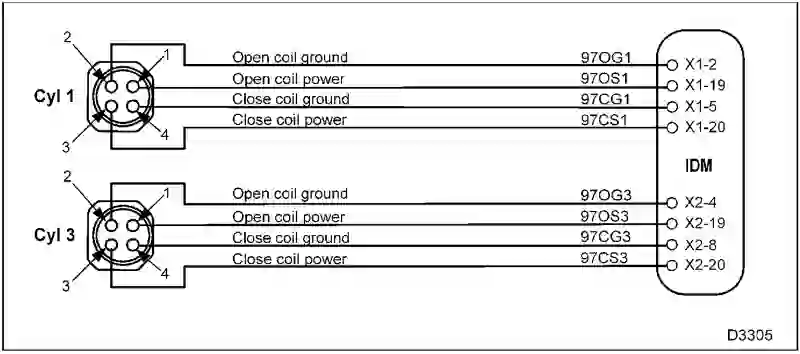 2 1 Open coil ground 97OG1 X1-2
Open coil power 97OS1 X1-19
Cyl 1 Close coil ground 97CG1 X1-5
3 4 Close coil power 97CS1 X1-20
IDM
2 1 Open coil ground 97OG3 X2-4
Open coil power 97OS3 X2-19
Cyl 3 Close coil ground 97CG3 X2-8
3 4 Close coil power 97CS3 X2-20
D3305